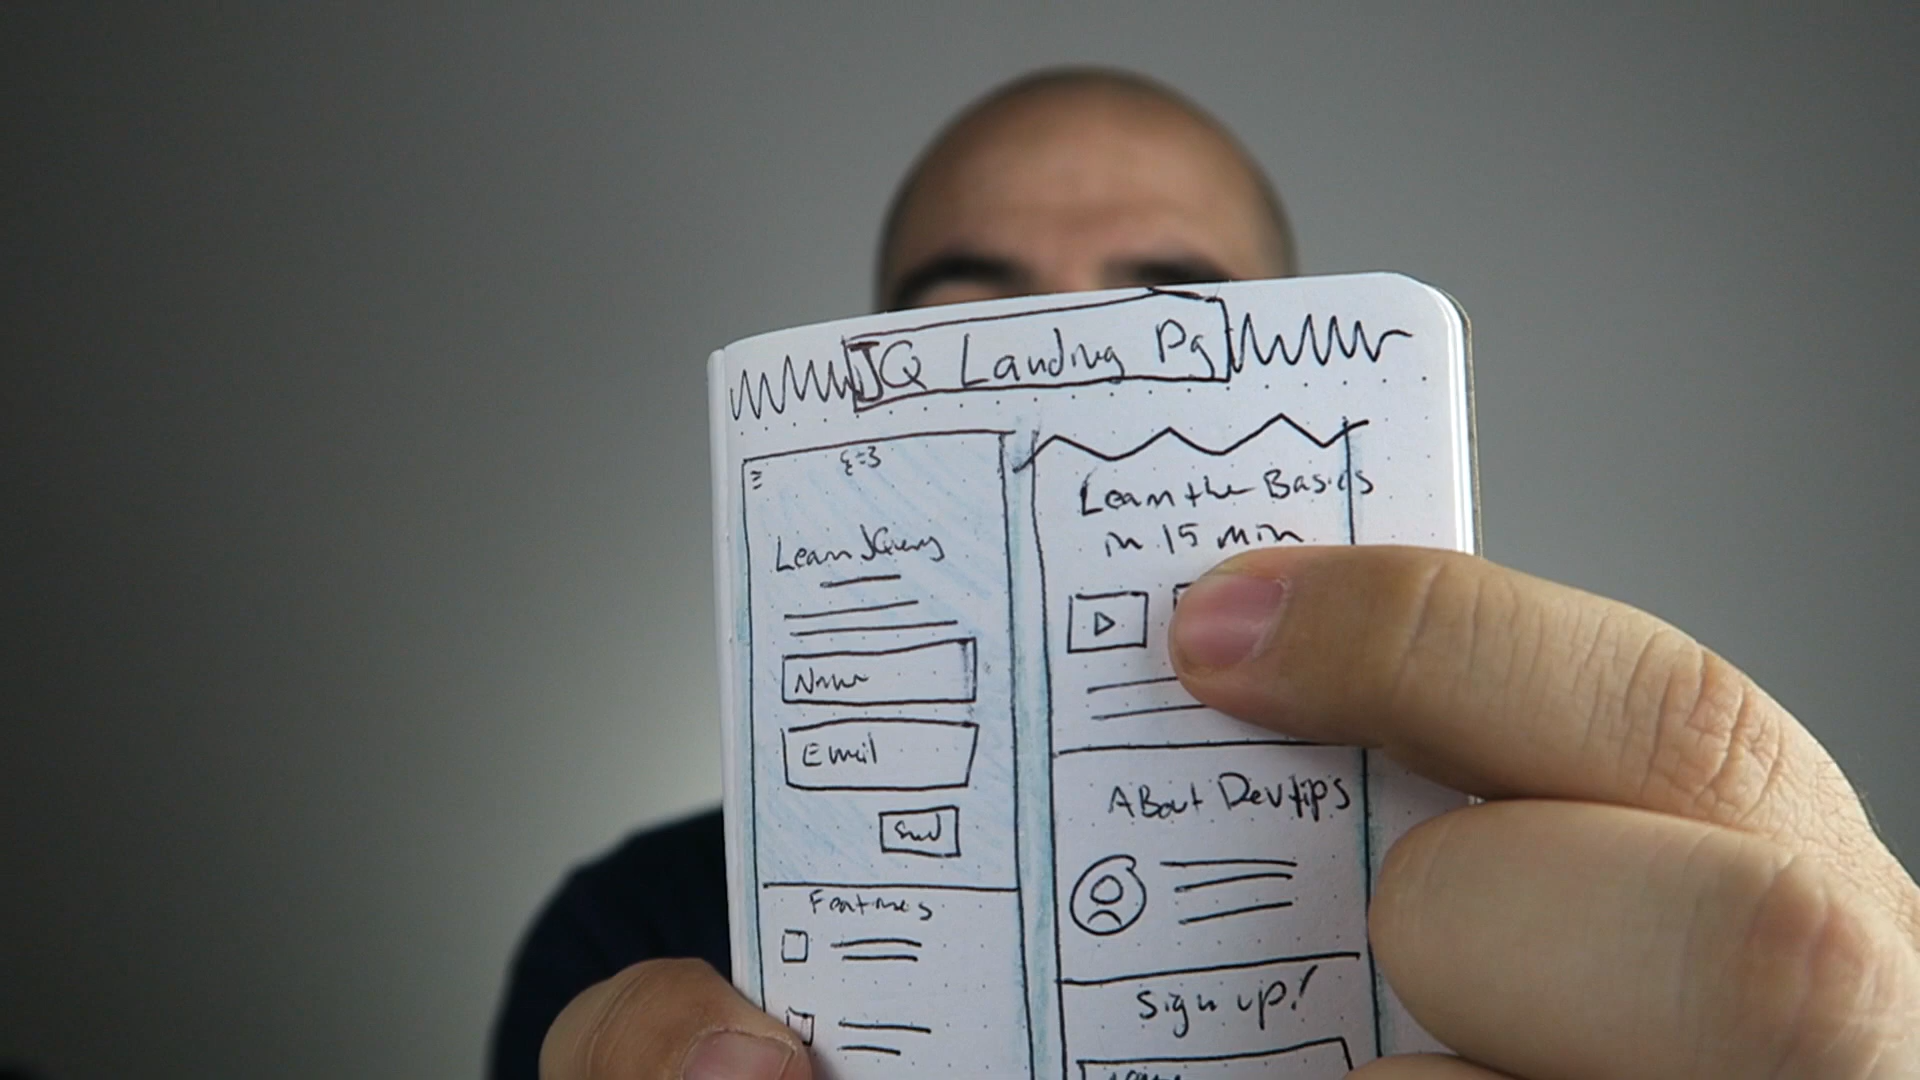 JQ Landing Pg
Learn JQuery
Name
Email
Send
Features
Learn the Basics
in 15 min
About Devtips
Sign up!